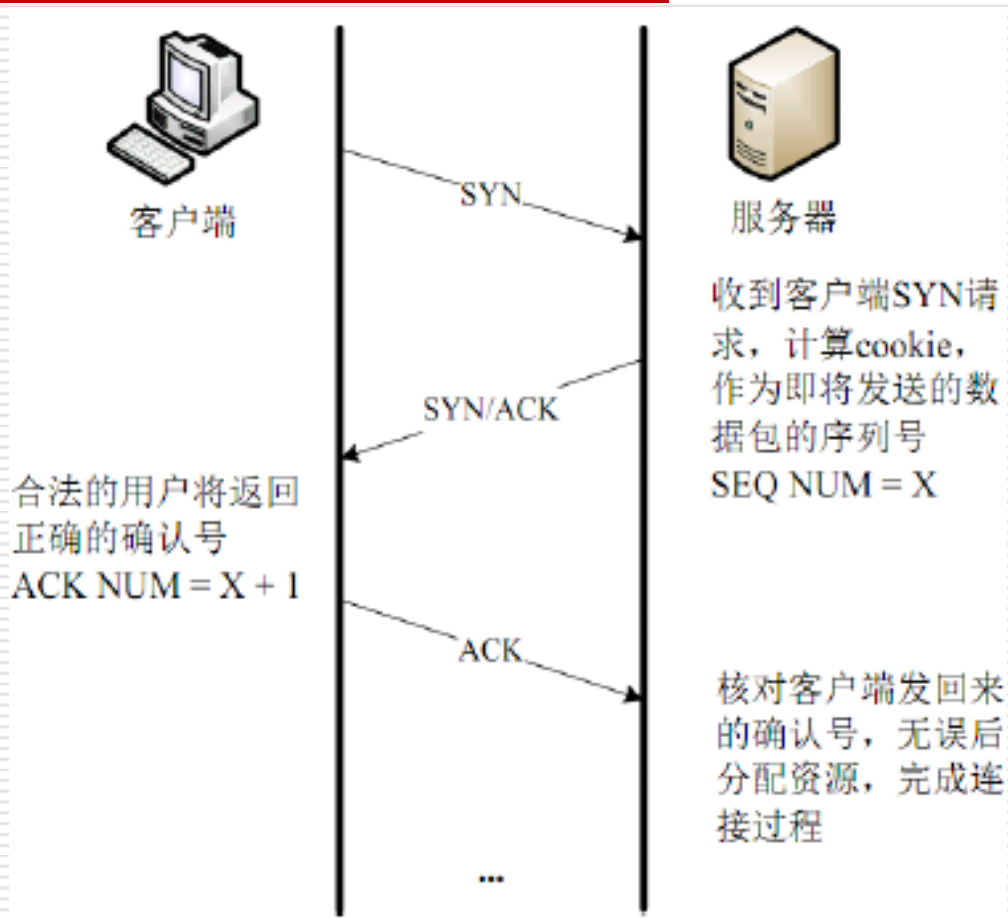 客户端
服务器
SYN
收到客户端SYN请
求，计算cookie，
作为即将发送的数
据包的序列号
SEQ NUM = X
SYN/ACK
合法的用户将返回
正确的确认号
ACK NUM = X + 1
ACK
核对客户端发回来
的确认号，无误后
分配资源，完成连
接过程
...